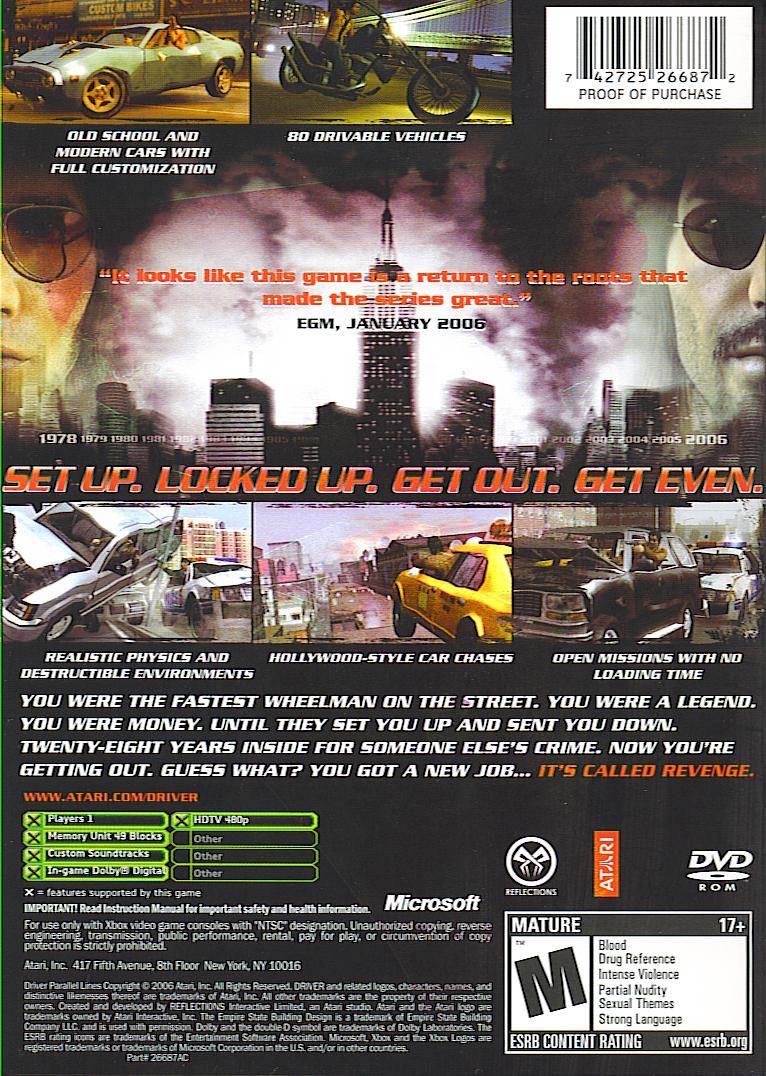 CUSTOM BIKES
7 42725 26687 2
PROOF OF PURCHASE
OLD SCHOOL AND
MODERN CARS WITH
FULL CUSTOMIZATION
80 DRIVABLE VEHICLES
"It looks like this game is a return to the roots that
made the series great."
EGM, JANUARY 2006
1978 1979 1980 1981 2002 2003 2004 2005 2006
SET UP. LOCKED UP. GET OUT. GET EVEN.
REALISTIC PHYSICS AND
DESTRUCTIBLE ENVIRONMENTS
HOLLYWOOD-STYLE CAR CHASES
OPEN MISSIONS WITH NO
LOADING TIME
YOU WERE THE FASTEST WHEELMAN ON THE STREET. YOU WERE A LEGEND.
YOU WERE MONEY. UNTIL THEY SET YOU UP AND SENT YOU DOWN.
TWENTY-EIGHT YEARS INSIDE FOR SOMEONE ELSE'S CRIME. NOW YOU'RE
GETTING OUT. GUESS WHAT? YOU GOT A NEW JOB... IT'S CALLED REVENGE.
WWW.ATARI.COM/DRIVER
X Players 1
X HDTV 480p
X Memory Unit 49 Blocks
Other
X Custom Soundtracks
Other
X In-game Dolby® Digital
Other
X = features supported by this game
IMPORTANT! Read Instruction Manual for important safety and health information.
Microsoft
For use only with Xbox video game consoles with "NTSC" designation. Unauthorized copying, reverse
engineering, transmission, public performance, rental, pay for play, or circumvention of copy
protection is strictly prohibited.
Atari, Inc. 417 Fifth Avenue, 8th Floor New York, NY 10016
Driver Parallel Lines Copyright © 2006 Atari, Inc. All Rights Reserved. DRIVER and related logos, characters, names, and
distinctive likenesses thereof are trademarks of Atari, Inc. All other trademarks are the property of their respective
owners. Created and developed by REFLECTIONS Interactive Limited, an Atari studio. Atari and the Atari logo are
trademarks owned by Atari Interactive, Inc. The Empire State Building Design is a trademark of Empire State Building
Company LLC. and is used with permission. Dolby and the double-D symbol are trademarks of Dolby Laboratories. The
ESRB rating icons are trademarks of the Entertainment Software Association. Microsoft, Xbox and the Xbox Logos are
registered trademarks or trademarks of Microsoft Corporation in the U.S. and/or in other countries.
Part# 26687AC
REFLECTIONS
ATARI
DVD
ROM
MATURE 17+
M
Blood
Drug Reference
Intense Violence
Partial Nudity
Sexual Themes
Strong Language
ESRB CONTENT RATING www.esrb.org